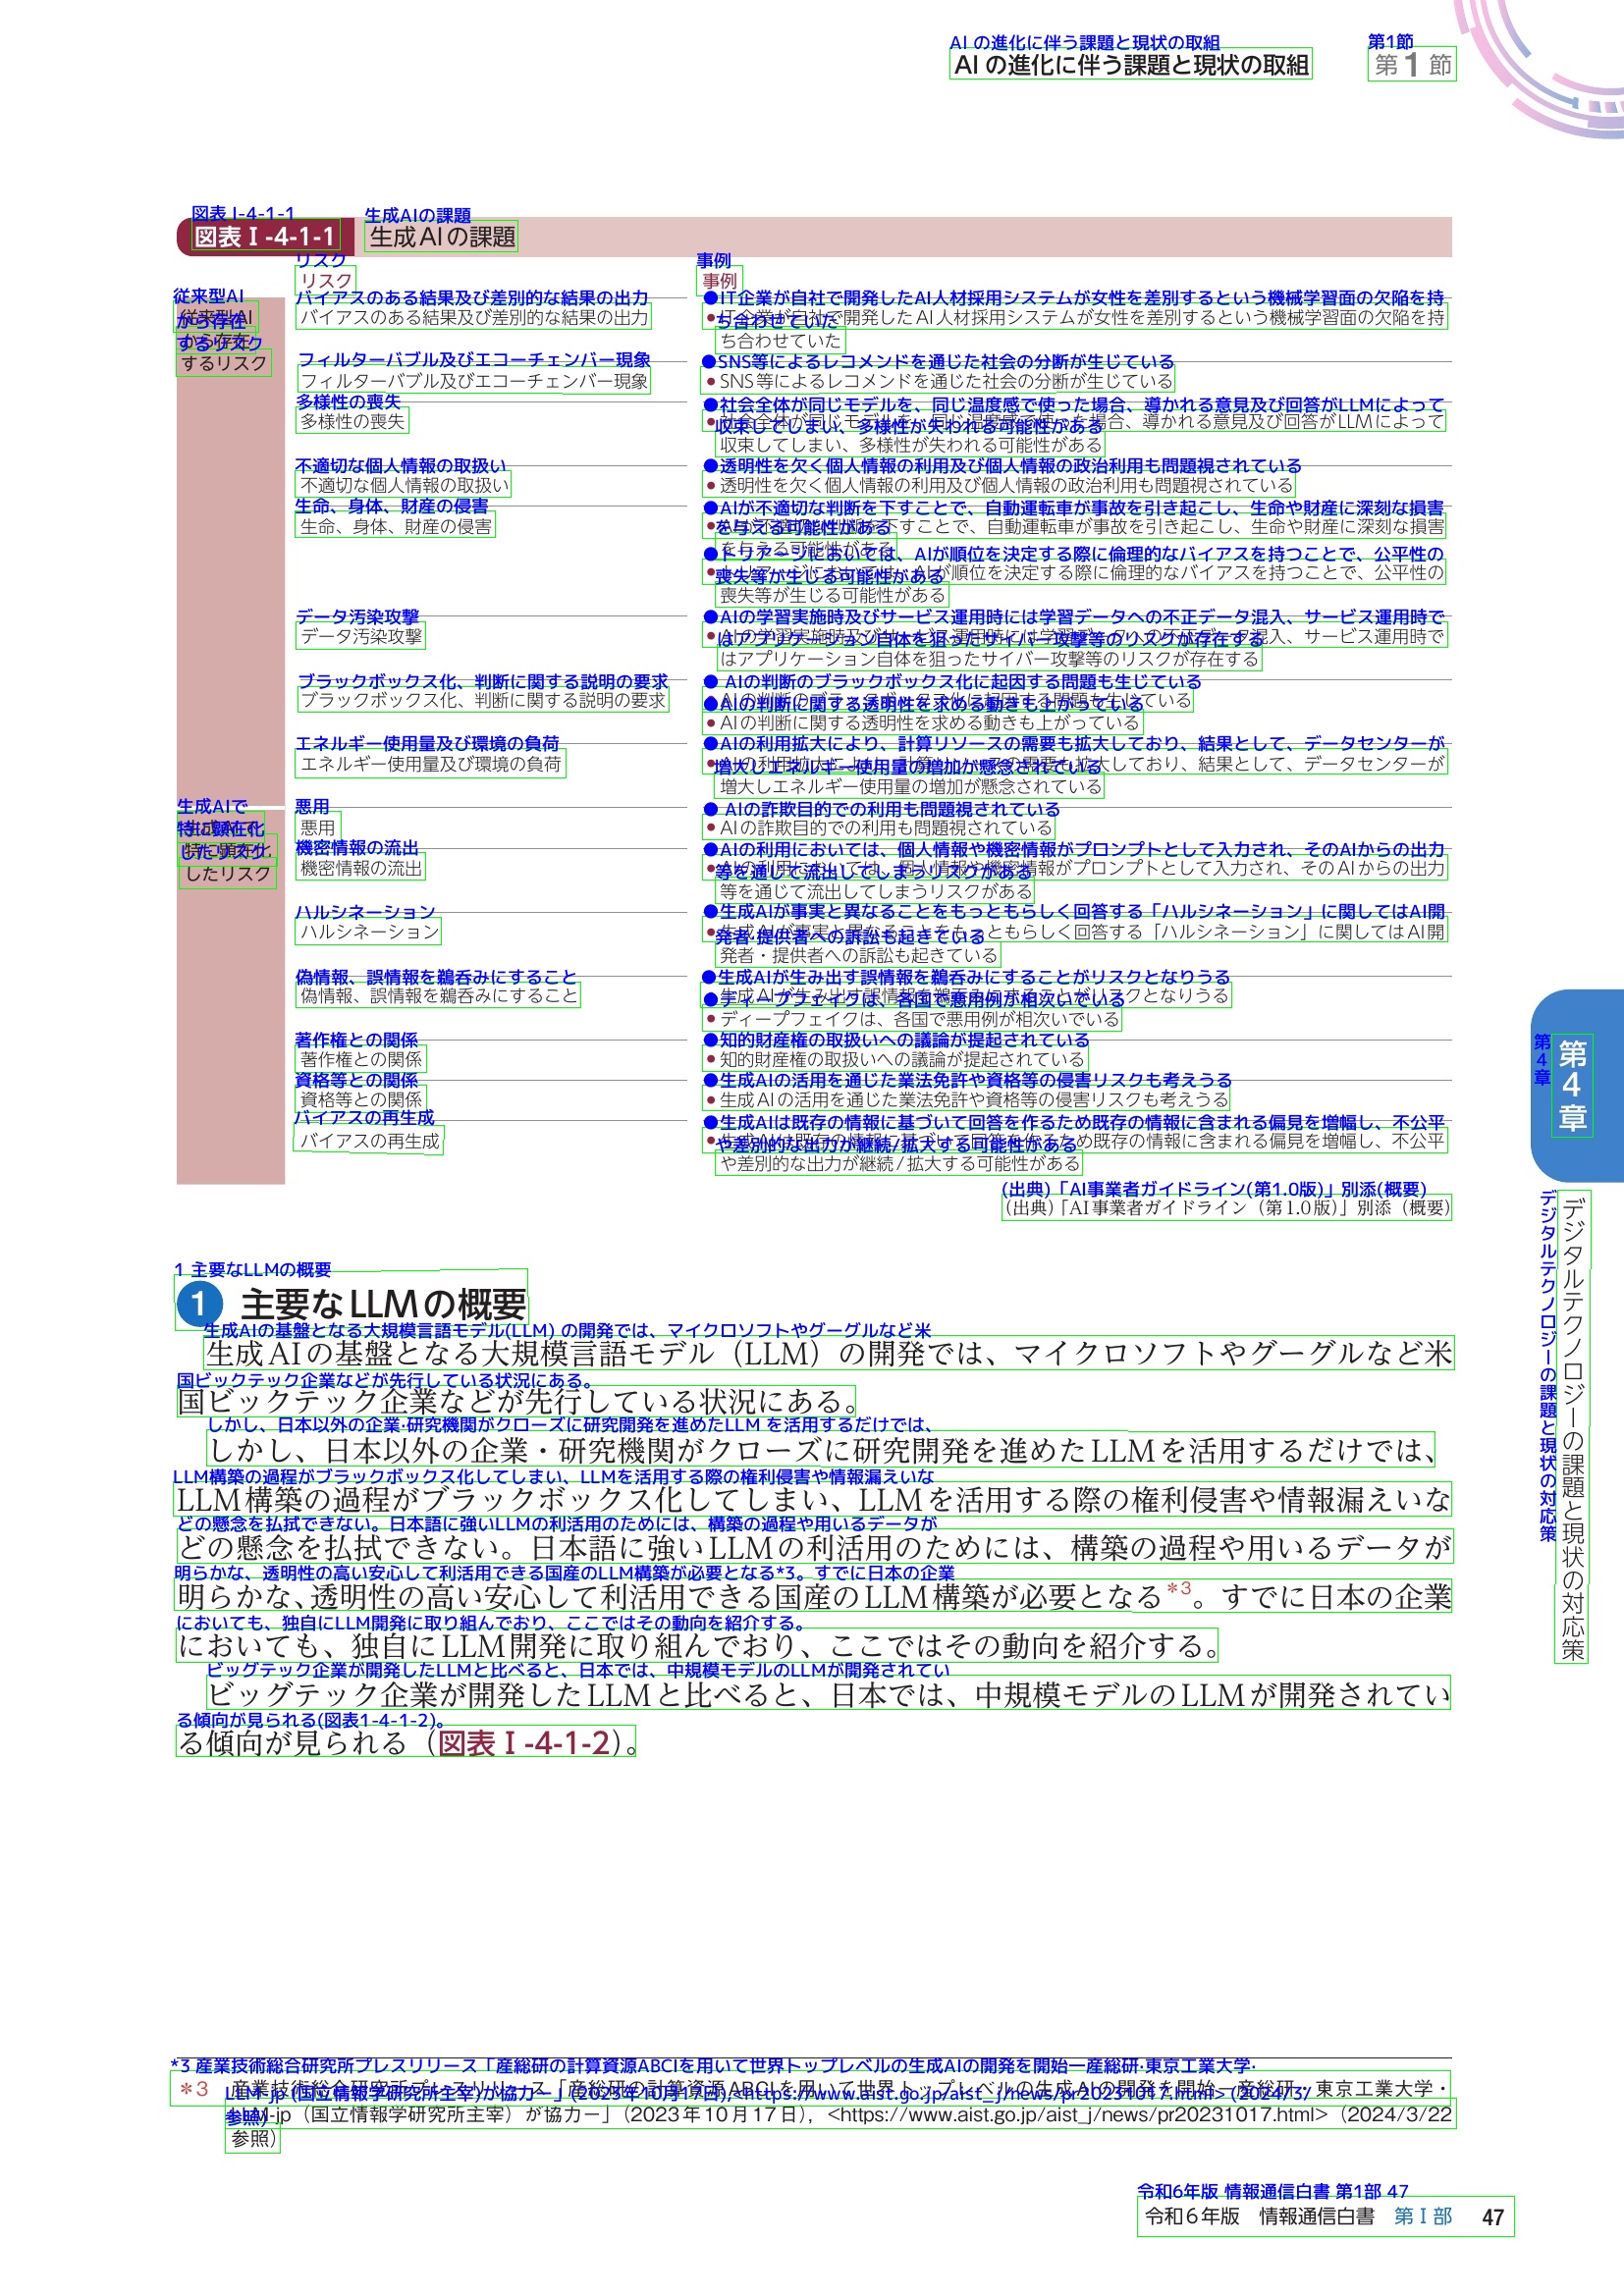 AI の進化に伴う課題と現状の取組
第1節
図表Ⅰ-4-1-1
生成AIの課題
リスク
事例
従来型AI
から存在
するリスク
バイアスのある結果及び差別的な結果の出力
●IT企業が自社で開発したAI人材採用システムが女性を差別するという機械学習面の欠陥を持
ち合わせていた
フィルターバブル及びエコーチェンバー現象
●SNS等によるレコメンドを通じた社会の分断が生じている
多様性の喪失
●社会全体が同じモデルを、同じ温度感で使った場合、導かれる意見及び回答がLLMによって
収束してしまい、多様性が失われる可能性がある
不適切な個人情報の取扱い
●透明性を欠く個人情報の利用及び個人情報の政治利用も問題視されている
生命、身体、財産の侵害
●AIが不適切な判断を下すことで、自動運転車が事故を引き起こし、生命や財産に深刻な損害
を与える可能性がある
●トリアージにおいては、AIが順位を決定する際に倫理的なバイアスを持つことで、公平性の
喪失等が生じる可能性がある
データ汚染攻撃
●AIの学習実施時及びサービス運用時には学習データへの不正データ混入、サービス運用時で
はアプリケーション自体を狙ったサイバー攻撃等のリスクが存在する
ブラックボックス化、判断に関する説明の要求
●AIの判断のブラックボックス化に起因する問題も生じている
●AIの判断に関する透明性を求める動きも上がっている
エネルギー使用量及び環境の負荷
●AIの利用拡大により、計算リソースの需要も拡大しており、結果として、データセンターが
増大しエネルギー使用量の増加が懸念されている
生成AIで
特に顕在化
したリスク
悪用
●AIの詐欺目的での利用も問題視されている
機密情報の流出
●AIの利用においては、個人情報や機密情報がプロンプトとして入力され、そのAIからの出力
等を通じて流出してしまうリスクがある
ハルシネーション
●生成AIが事実と異なることをもっともらしく回答する「ハルシネーション」に関してはAI開
発者・提供者への訴訟も起きている
偽情報、誤情報を鵜呑みにすること
●生成AIが生み出す誤情報を鵜呑みにすることがリスクとなりうる
●ディープフェイクは、各国で悪用例が相次いでいる
著作権との関係
●知的財産権の取扱いへの議論が提起されている
資格等との関係
●生成AIの活用を通じた業法免許や資格等の侵害リスクも考えうる
バイアスの再生成
●生成AIは既存の情報に基づいて回答を作るため既存の情報に含まれる偏見を増幅し、不公平
や差別的な出力が継続/拡大する可能性がある
（出典）「AI事業者ガイドライン（第1.0版）」別添（概要）
第4章
デジタルテクノロジーの課題と現状の対応策
1 主要なLLMの概要
生成AIの基盤となる大規模言語モデル（LLM）の開発では、マイクロソフトやグーグルなど米
国ビックテック企業などが先行している状況にある。
しかし、日本以外の企業・研究機関がクローズに研究開発を進めたLLMを活用するだけでは、
LLM構築の過程がブラックボックス化してしまい、LLMを活用する際の権利侵害や情報漏えいな
どの懸念を払拭できない。日本語に強いLLMの利活用のためには、構築の過程や用いるデータが
明らかな、透明性の高い安心して利活用できる国産のLLM構築が必要となる*3。すでに日本の企業
においても、独自にLLM開発に取り組んでおり、ここではその動向を紹介する。
ビッグテック企業が開発したLLMと比べると、日本では、中規模モデルのLLMが開発されてい
る傾向が見られる（図表Ⅰ-4-1-2）。
*3 産業技術総合研究所プレスリリース「産総研の計算資源ABCIを用いて世界トップレベルの生成AIの開発を開始ー産総研・東京工業大学・
LLM-jp（国立情報学研究所主宰）が協力ー」（2023年10月17日），<https://www.aist.go.jp/aist_j/news/pr20231017.html>（2024/3/22
参照）
令和6年版 情報通信白書 第Ⅰ部 47